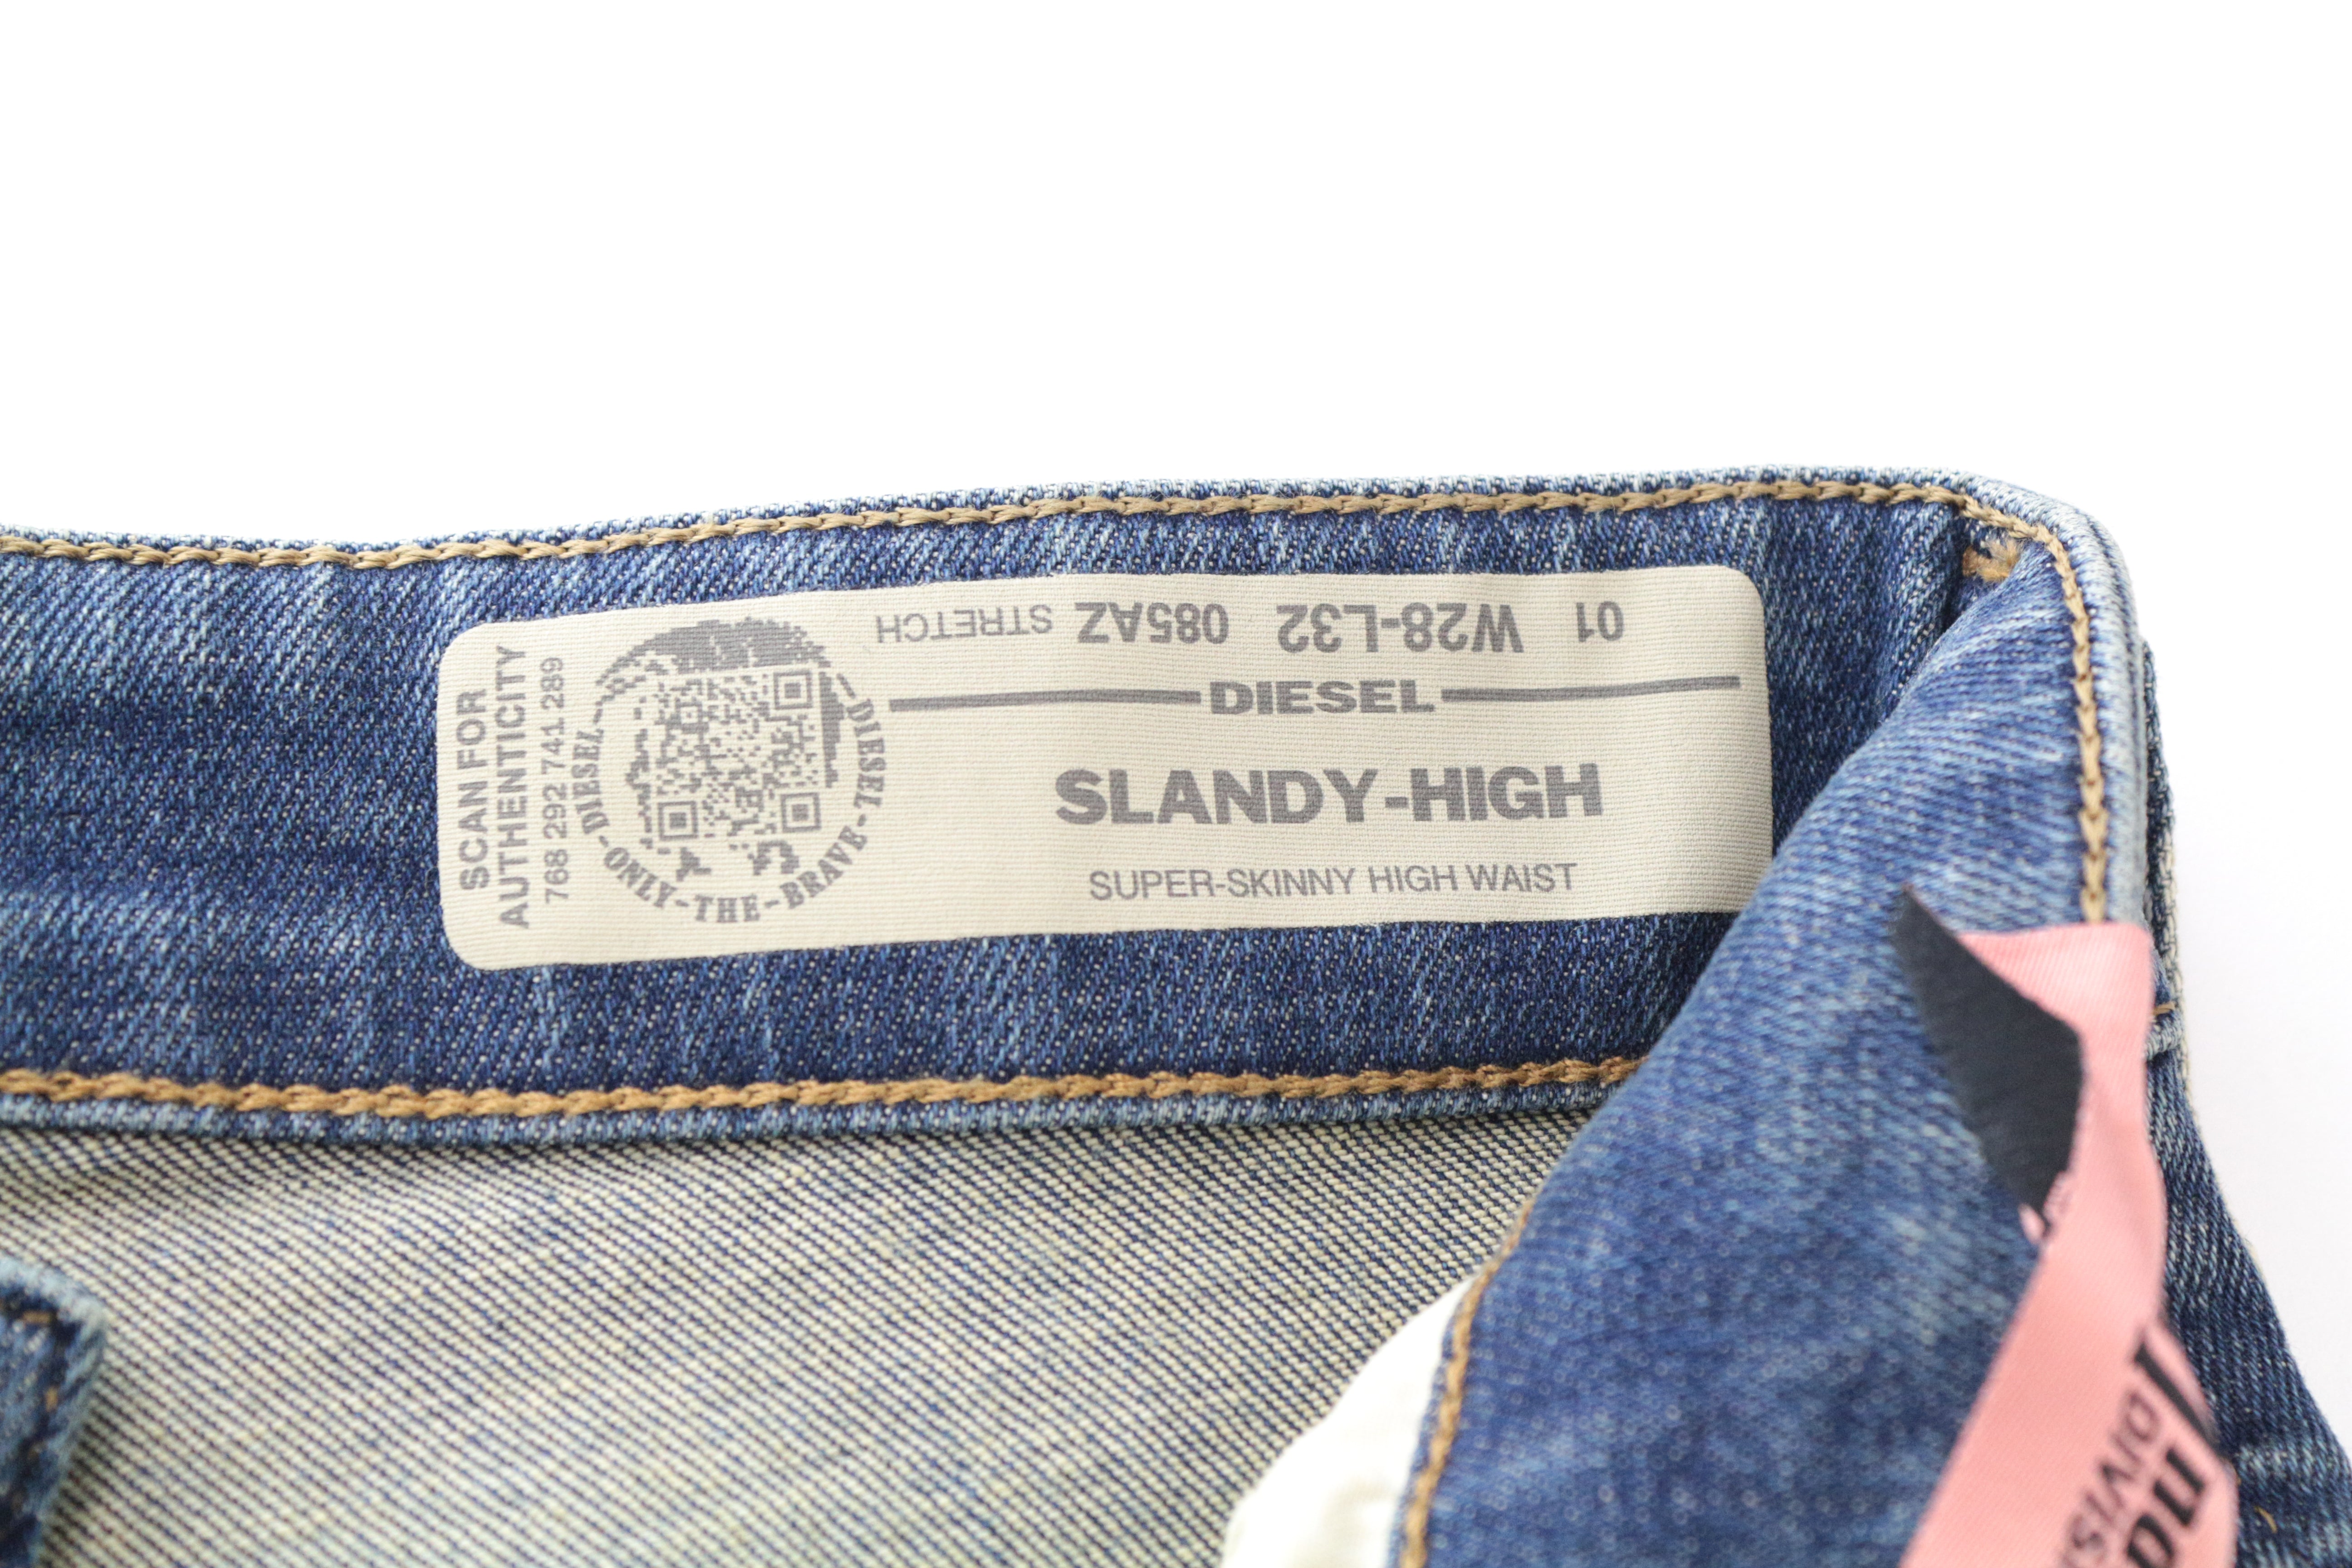 SCAN FOR
AUTHENTICITY
768 292 741 289
DIESEL-ONLY-THE-BRAVE-DIESEL
01 W28-L32 085AZ STRETCH
DIESEL
SLANDY-HIGH
SUPER-SKINNY HIGH WAIST